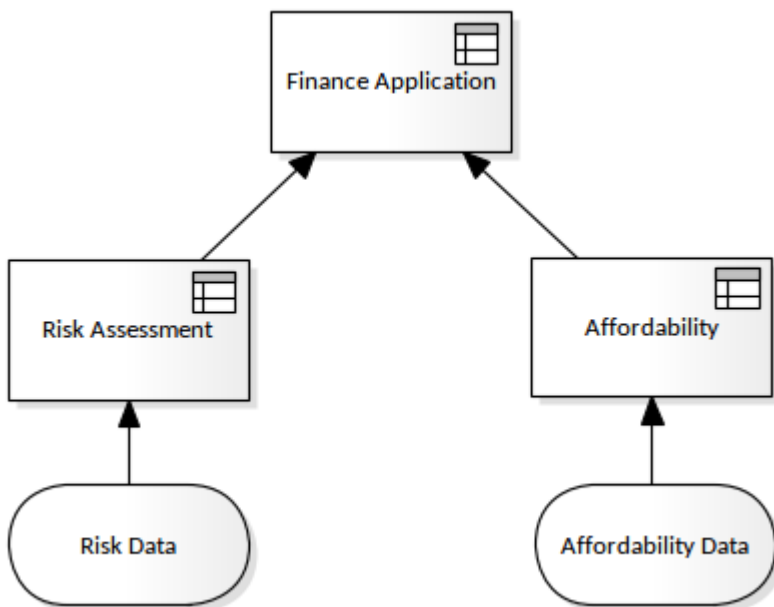 Finance Application
Risk Assessment
Affordability
Risk Data
Affordability Data